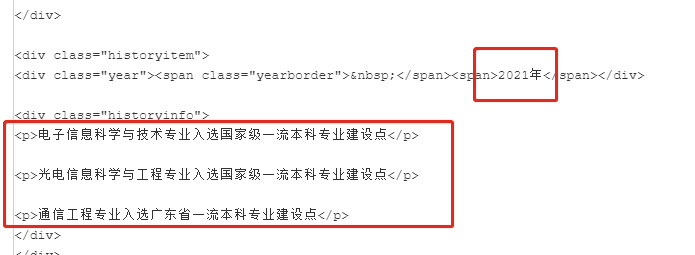 </div>
<div class="historyitem">
<div class="year"><span class="yearborder">&nbsp;</span><span>2021年</span></div>
<div class="historyinfo">
<p>电子信息科学与技术专业入选国家级一流本科专业建设点</p>
<p>光电信息科学与工程专业入选国家级一流本科专业建设点</p>
<p>通信工程专业入选广东省一流本科专业建设点</p>
</div>
</div>